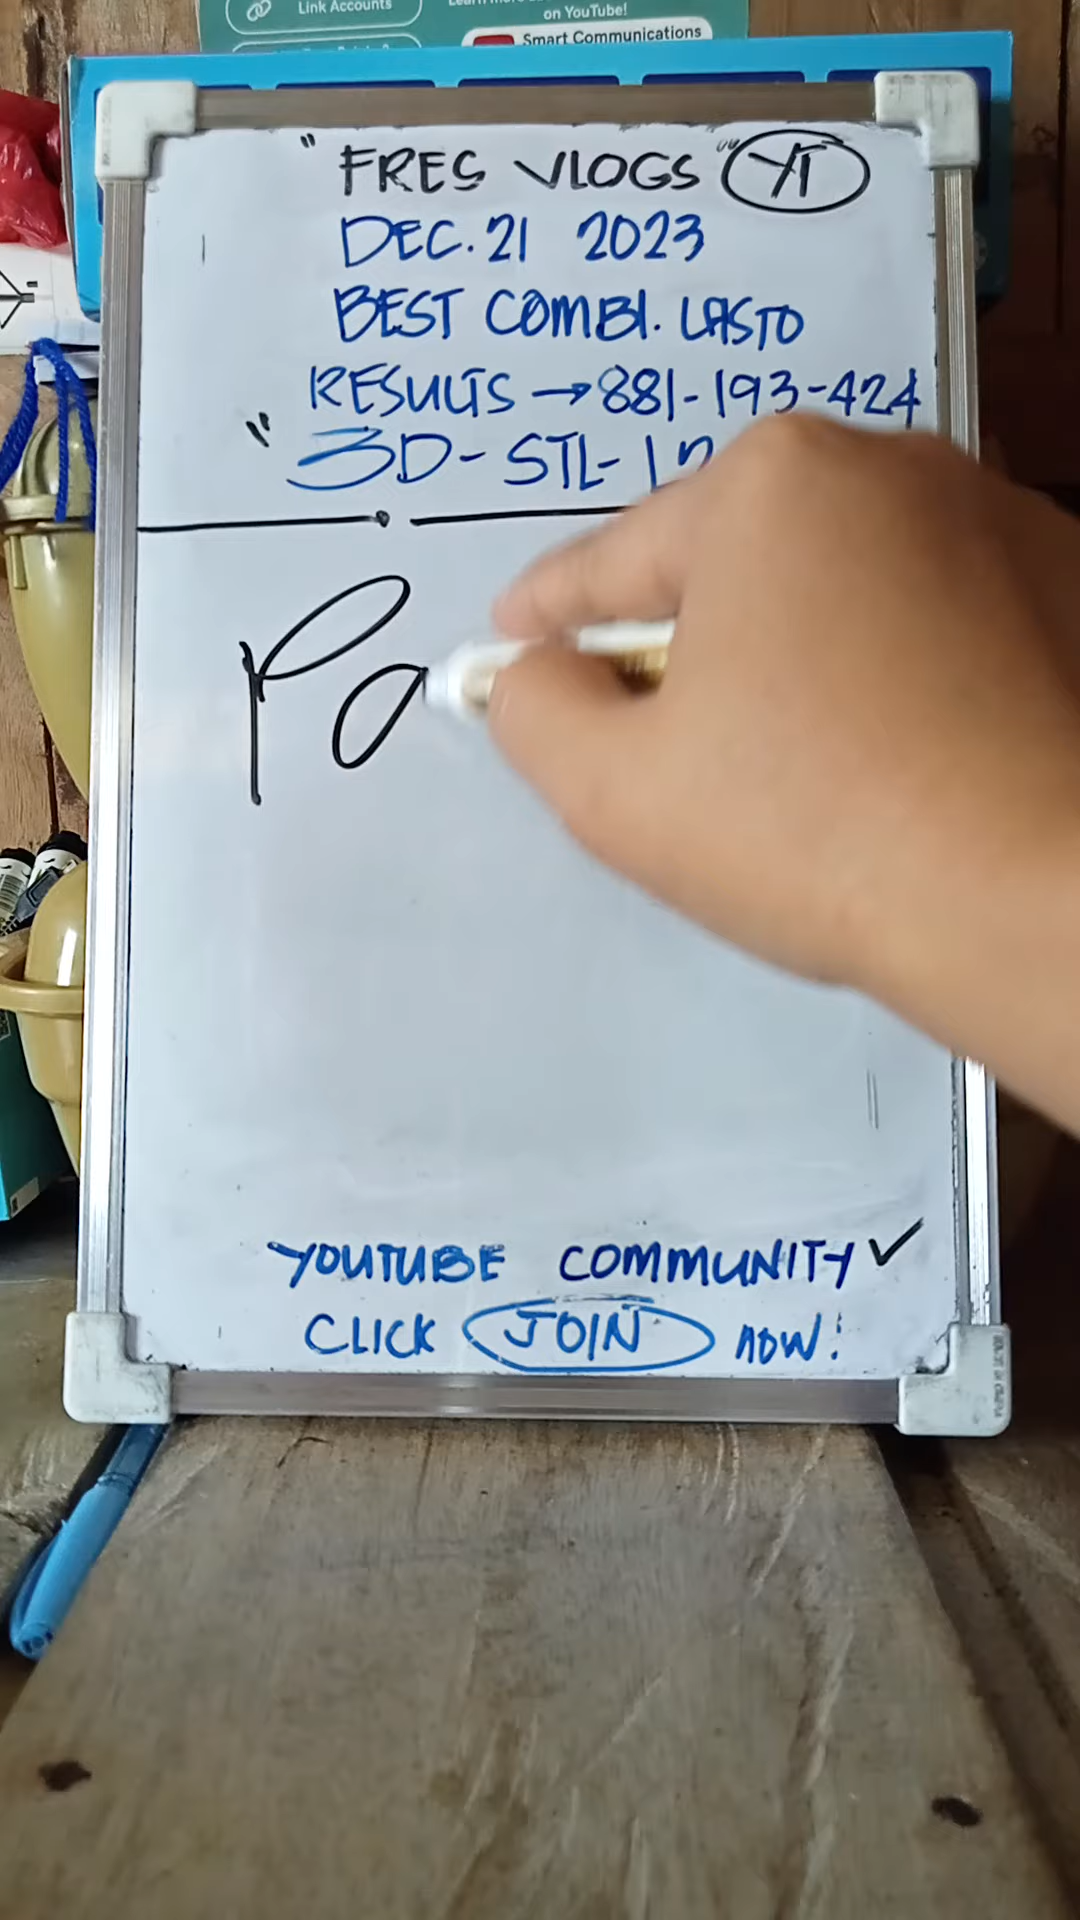 Link Accounts
on YouTube!
Smart Communications
" FRES VLOGS " YT
DEC. 21 2023
BEST COMBI. LASTO
RESULTS → 881-193-424
" 3D- STL- L2
Pa
YOUTUBE COMMUNITY ✓
CLICK JOIN NOW!